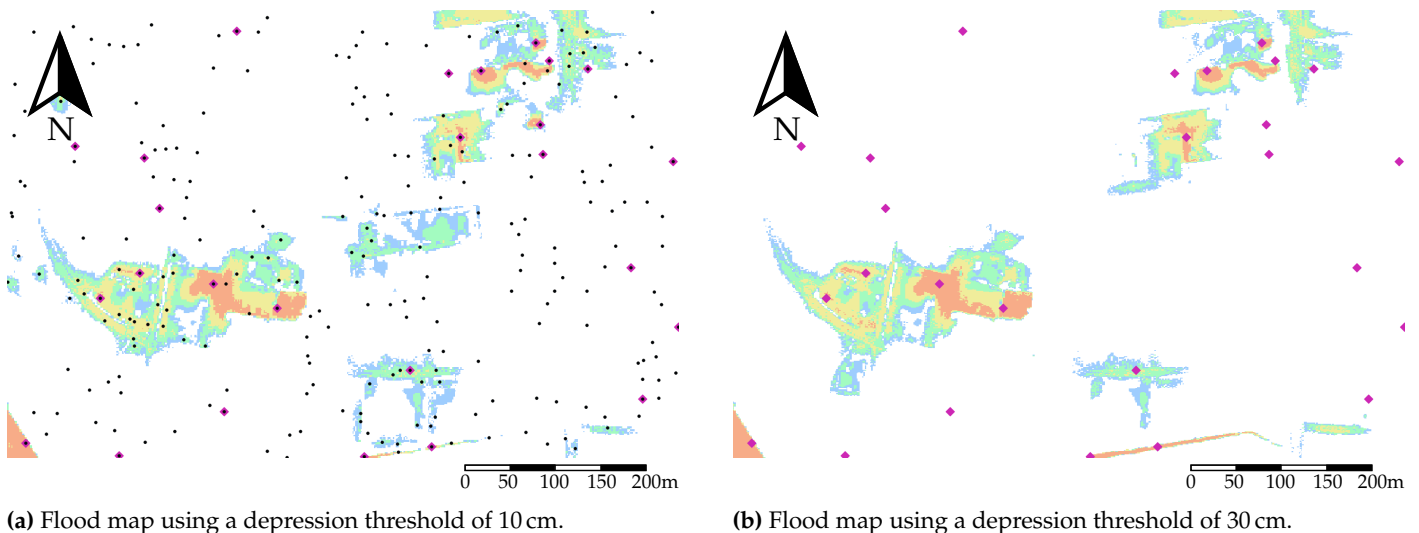 N
N
0 50 100 150 200m
0 50 100 150 200m
(a) Flood map using a depression threshold of 10 cm.
(b) Flood map using a depression threshold of 30 cm.